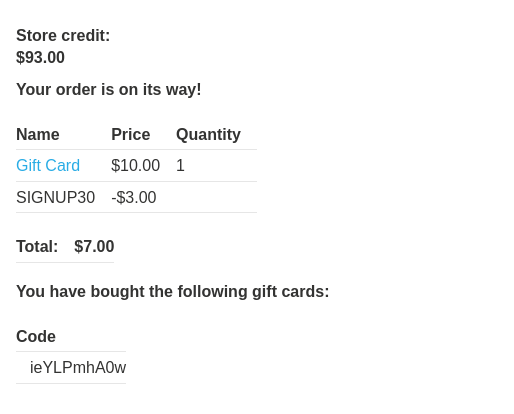 Store credit:
$93.00
Your order is on its way!
Name Price Quantity
Gift Card $10.00 1
SIGNUP30 -$3.00
Total: $7.00
You have bought the following gift cards:
Code
ieYLPmhA0w